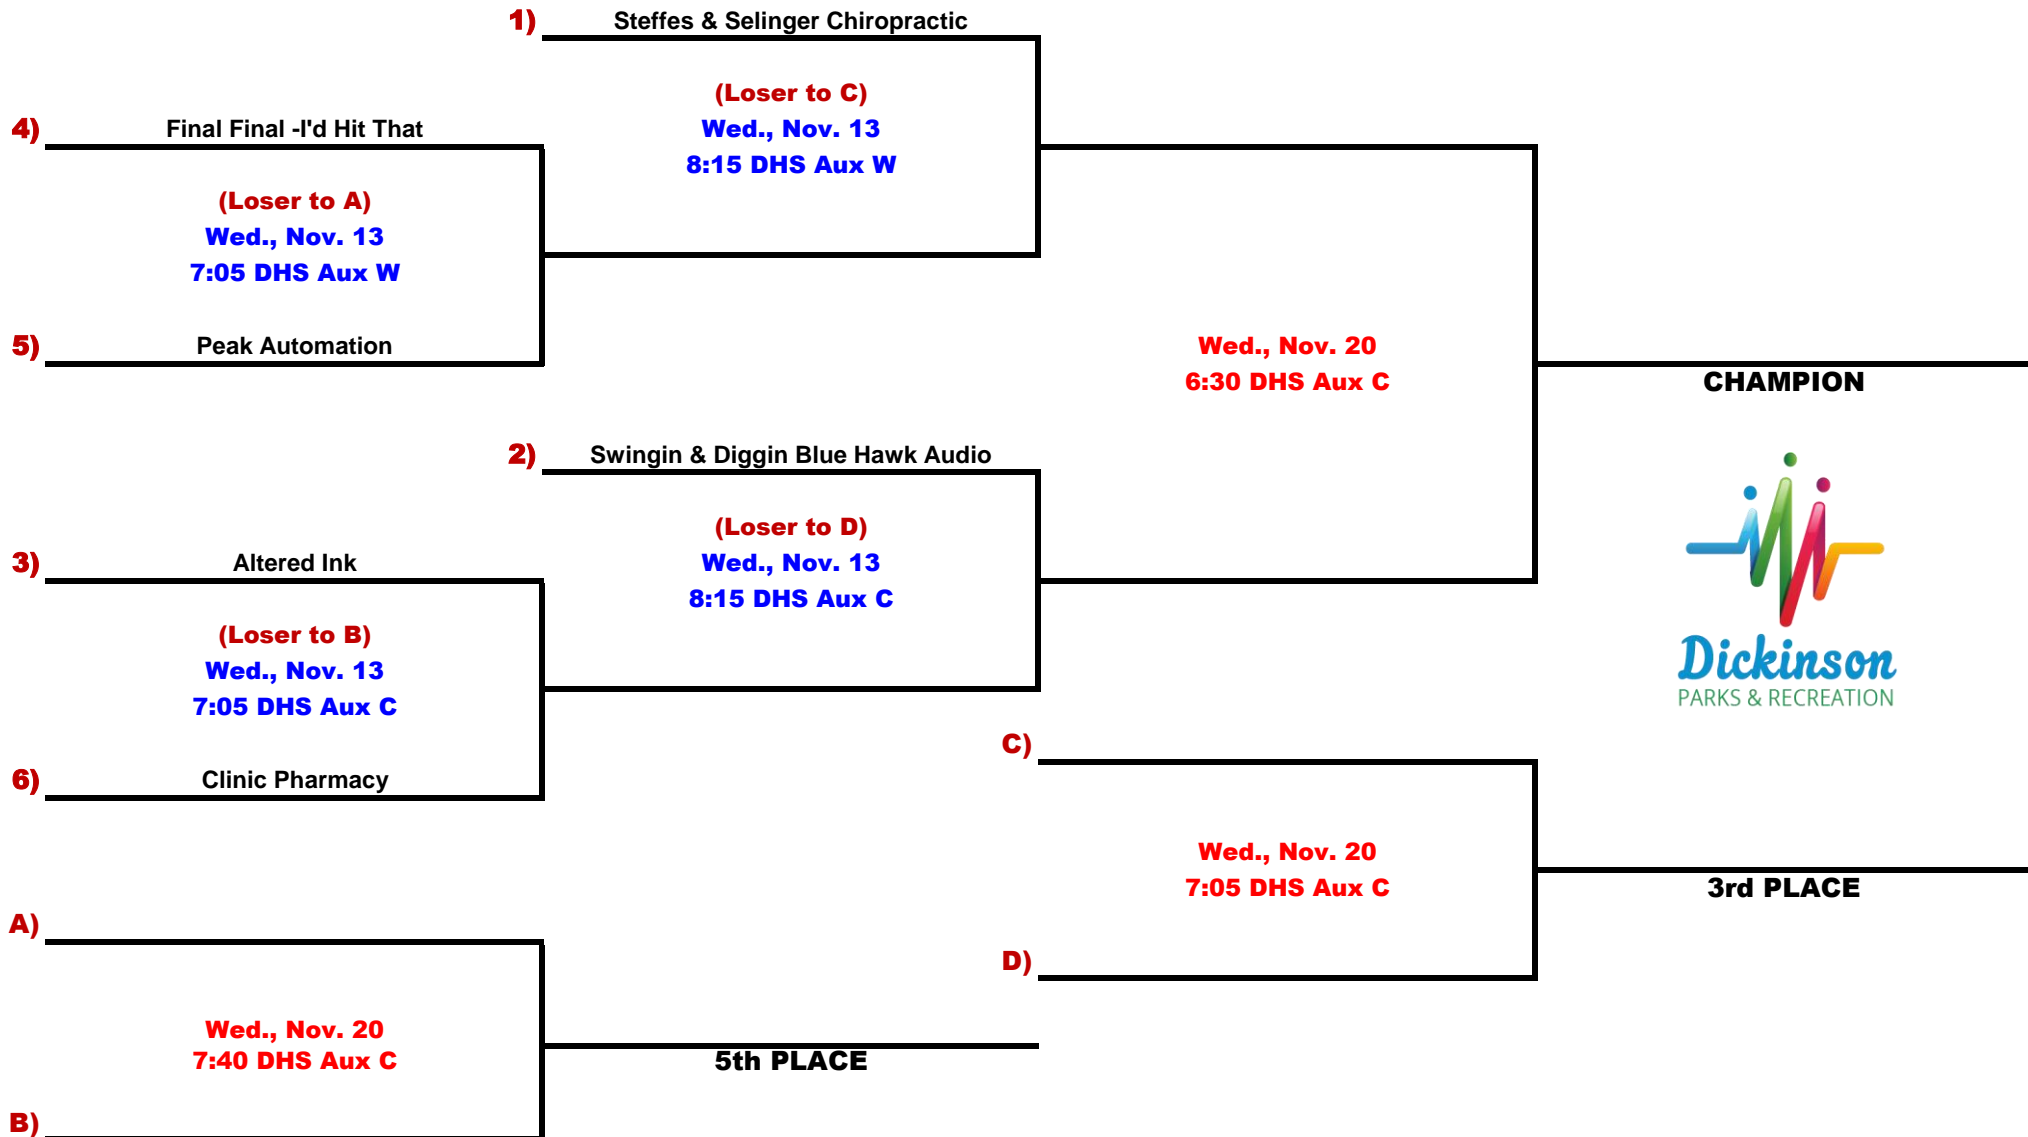 1) Steffes & Selinger Chiropractic
(Loser to C)
Wed., Nov. 13
8:15 DHS Aux W
4) Final Final -I'd Hit That
(Loser to A)
Wed., Nov. 13
7:05 DHS Aux W
5) Peak Automation
Wed., Nov. 20
6:30 DHS Aux C
CHAMPION
2) Swingin & Diggin Blue Hawk Audio
(Loser to D)
Wed., Nov. 13
8:15 DHS Aux C
3) Altered Ink
(Loser to B)
Wed., Nov. 13
7:05 DHS Aux C
6) Clinic Pharmacy
Dickinson
PARKS & RECREATION
C)
Wed., Nov. 20
7:05 DHS Aux C
3rd PLACE
D)
A)
Wed., Nov. 20
7:40 DHS Aux C
5th PLACE
B)